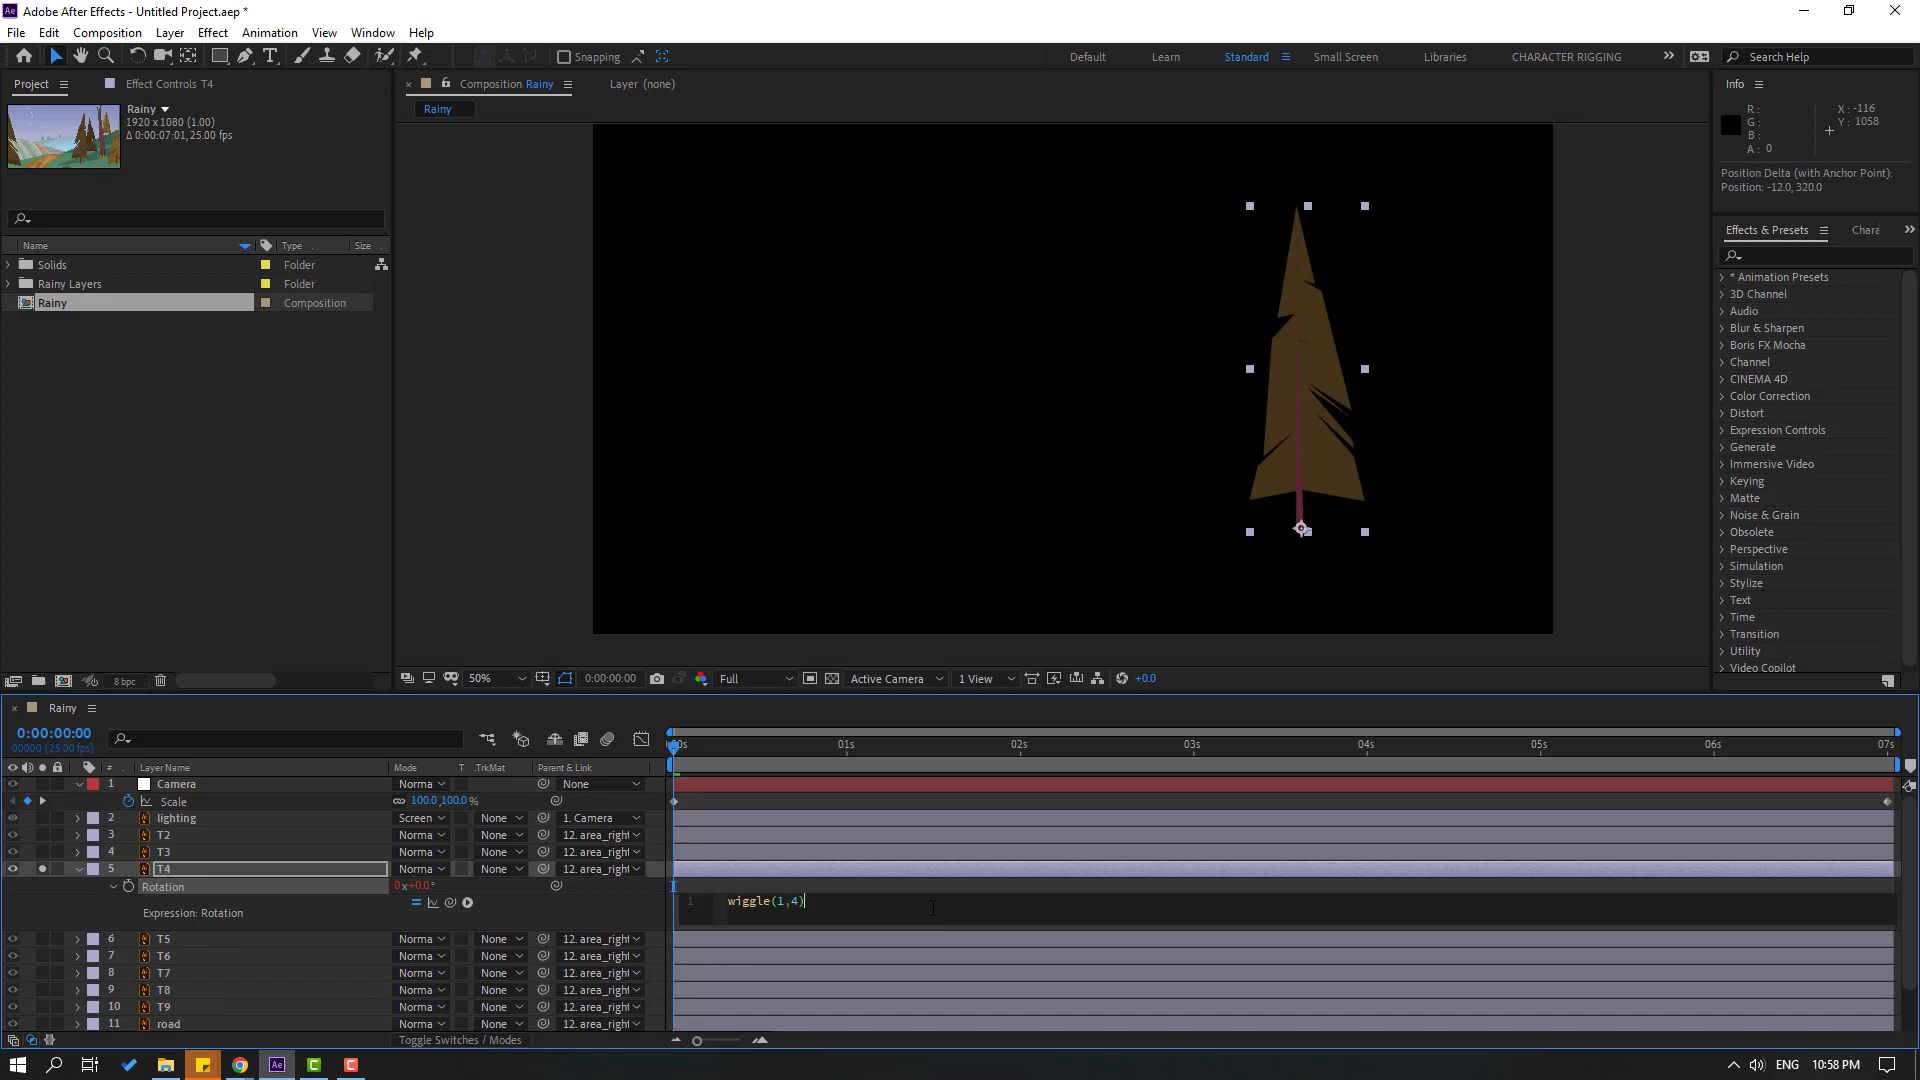 Adobe After Effects - Untitled Project.aep *
File Edit Composition Layer Effect Animation View Window Help
Snapping Default Learn Standard Small Screen Libraries CHARACTER RIGGING Search Help
Project Effect Controls T4
Rainy
1920 x 1080 (1.00)
Δ 0:00:07:01, 25.00 fps
Name Type Size
Solids Folder
Rainy Layers Folder
Rainy Composition
8 bpc
Composition Rainy Layer (none)
Rainy
50% 0:00:00:00 Full Active Camera 1 View +0.0
Info
R: X: -116
G: Y: 1058
B:
A: 0
Position Delta (with Anchor Point):
Position: -12.0, 320.0
Effects & Presets Chara
* Animation Presets
3D Channel
Audio
Blur & Sharpen
Boris FX Mocha
Channel
CINEMA 4D
Color Correction
Distort
Expression Controls
Generate
Immersive Video
Keying
Matte
Noise & Grain
Obsolete
Perspective
Simulation
Stylize
Text
Time
Transition
Utility
Video Copilot
Rainy
0:00:00:00
00000 (25.00 fps)
00s 01s 02s 03s 04s 05s 06s 07s
# Layer Name Mode T .TrkMat Parent & Link
1 Camera Norma None
Scale 100.0,100.0 %
2 lighting Screen None 1. Camera
3 T2 Norma None 12. area_right
4 T3 Norma None 12. area_right
5 T4 Norma None 12. area_right
Rotation 0x+0.0°
1 wiggle(1,4)
Expression: Rotation
6 T5 Norma None 12. area_right
7 T6 Norma None 12. area_right
8 T7 Norma None 12. area_right
9 T8 Norma None 12. area_right
10 T9 Norma None 12. area_right
11 road Norma None 12. area_right
Toggle Switches / Modes
ENG 10:58 PM